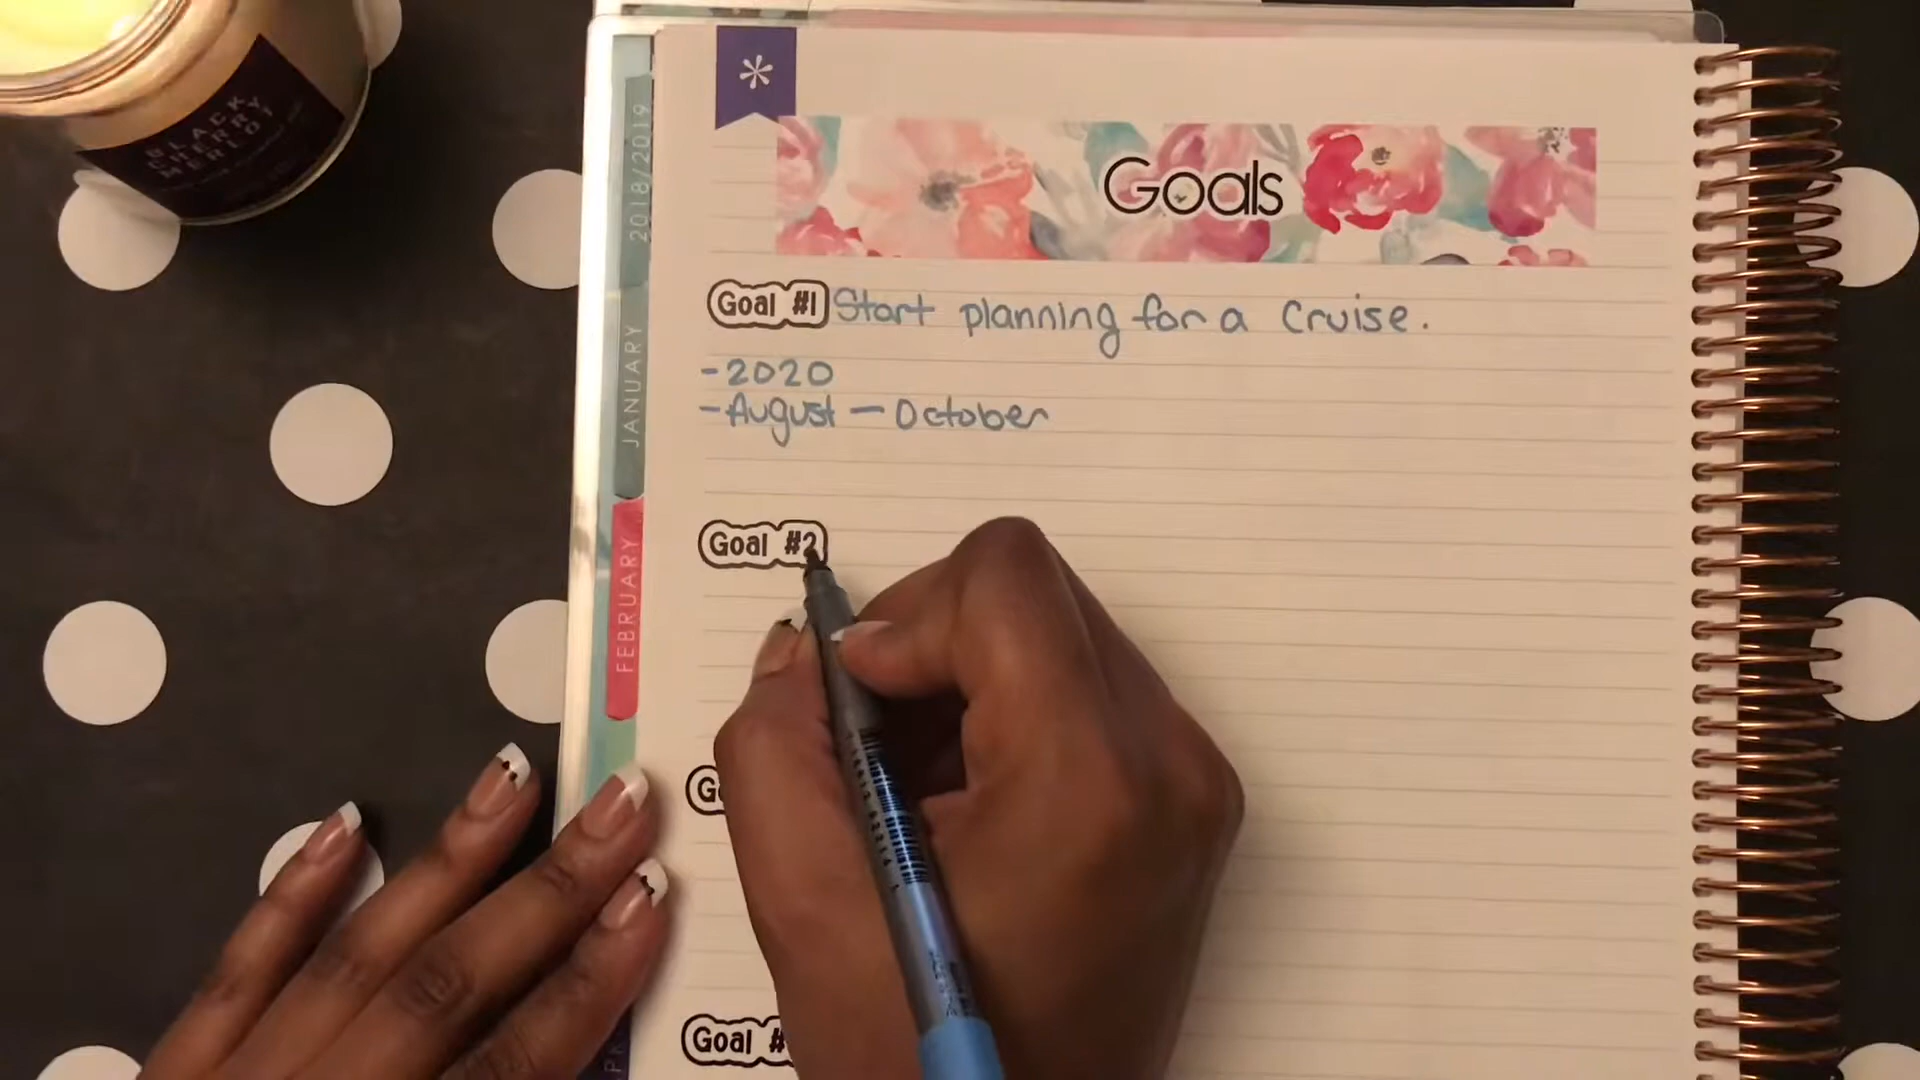 BLACK
CHERRY
MERLOT
*
2018/2019
JANUARY
FEBRUARY
Goals
Goal #1 Start planning for a Cruise.
-2020
-August - October
Goal #2
Goal #